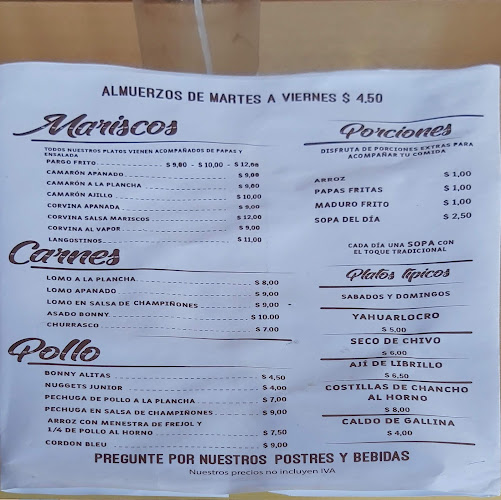 ALMUERZOS DE MARTES A VIERNES $ 4,50
Mariscos
TODOS NUESTROS PLATOS VIENEN ACOMPAÑADOS DE PAPAS Y
ENSALADA
PARGO FRITO $ 9,00 - $ 10,00 - $ 12,00
CAMARÓN APANADO $ 9,00
CAMARÓN A LA PLANCHA $ 9,00
CAMARÓN AJILLO $ 10,00
CORVINA APANADA $ 9,00
CORVINA SALSA MARISCOS $ 12,00
CORVINA AL VAPOR $ 9,00
LANGOSTINOS $ 11,00
Carnes
LOMO A LA PLANCHA $ 8,00
LOMO APANADO $ 9,00
LOMO EN SALSA DE CHAMPIÑONES $ 9,00
ASADO BONNY $ 10.00
CHURRASCO $ 7.00
Pollo
BONNY ALITAS $ 4,50
NUGGETS JUNIOR $ 4,00
PECHUGA DE POLLO A LA PLANCHA $ 7,00
PECHUGA EN SALSA DE CHAMPIÑONES $ 9,00
ARROZ CON MENESTRA DE FREJOL Y
1/4 DE POLLO AL HORNO $ 7,50
CORDON BLEU $ 9,00
Porciones
DISFRUTA DE PORCIONES EXTRAS PARA
ACOMPAÑAR TU COMIDA
ARROZ $ 1,00
PAPAS FRITAS $ 1,00
MADURO FRITO $ 1,00
SOPA DEL DÍA $ 2,50
CADA DÍA UNA SOPA CON
EL TOQUE TRADICIONAL
Platos típicos
SABADOS Y DOMINGOS
YAHUARLOCRO
$ 5,00
SECO DE CHIVO
$ 6,00
AJÍ DE LIBRILLO
$ 6,50
COSTILLAS DE CHANCHO
AL HORNO
$ 8,00
CALDO DE GALLINA
$ 4,00
PREGUNTE POR NUESTROS POSTRES Y BEBIDAS
Nuestros precios no incluyen IVA